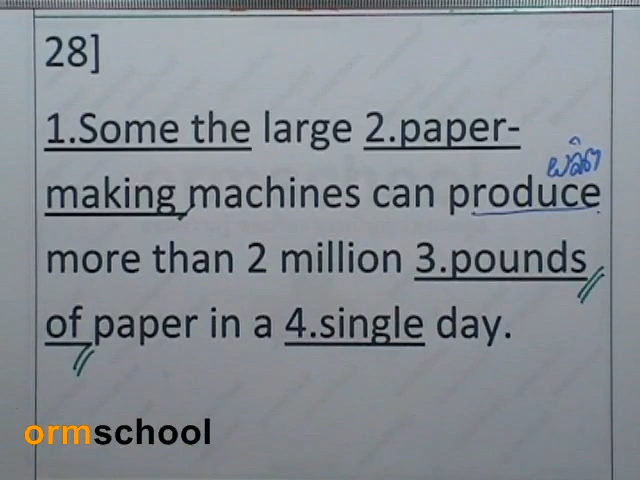 28]
1.Some the large 2.paper-
ผลิต
making machines can produce
more than 2 million 3.pounds
of paper in a 4.single day.
ormschool